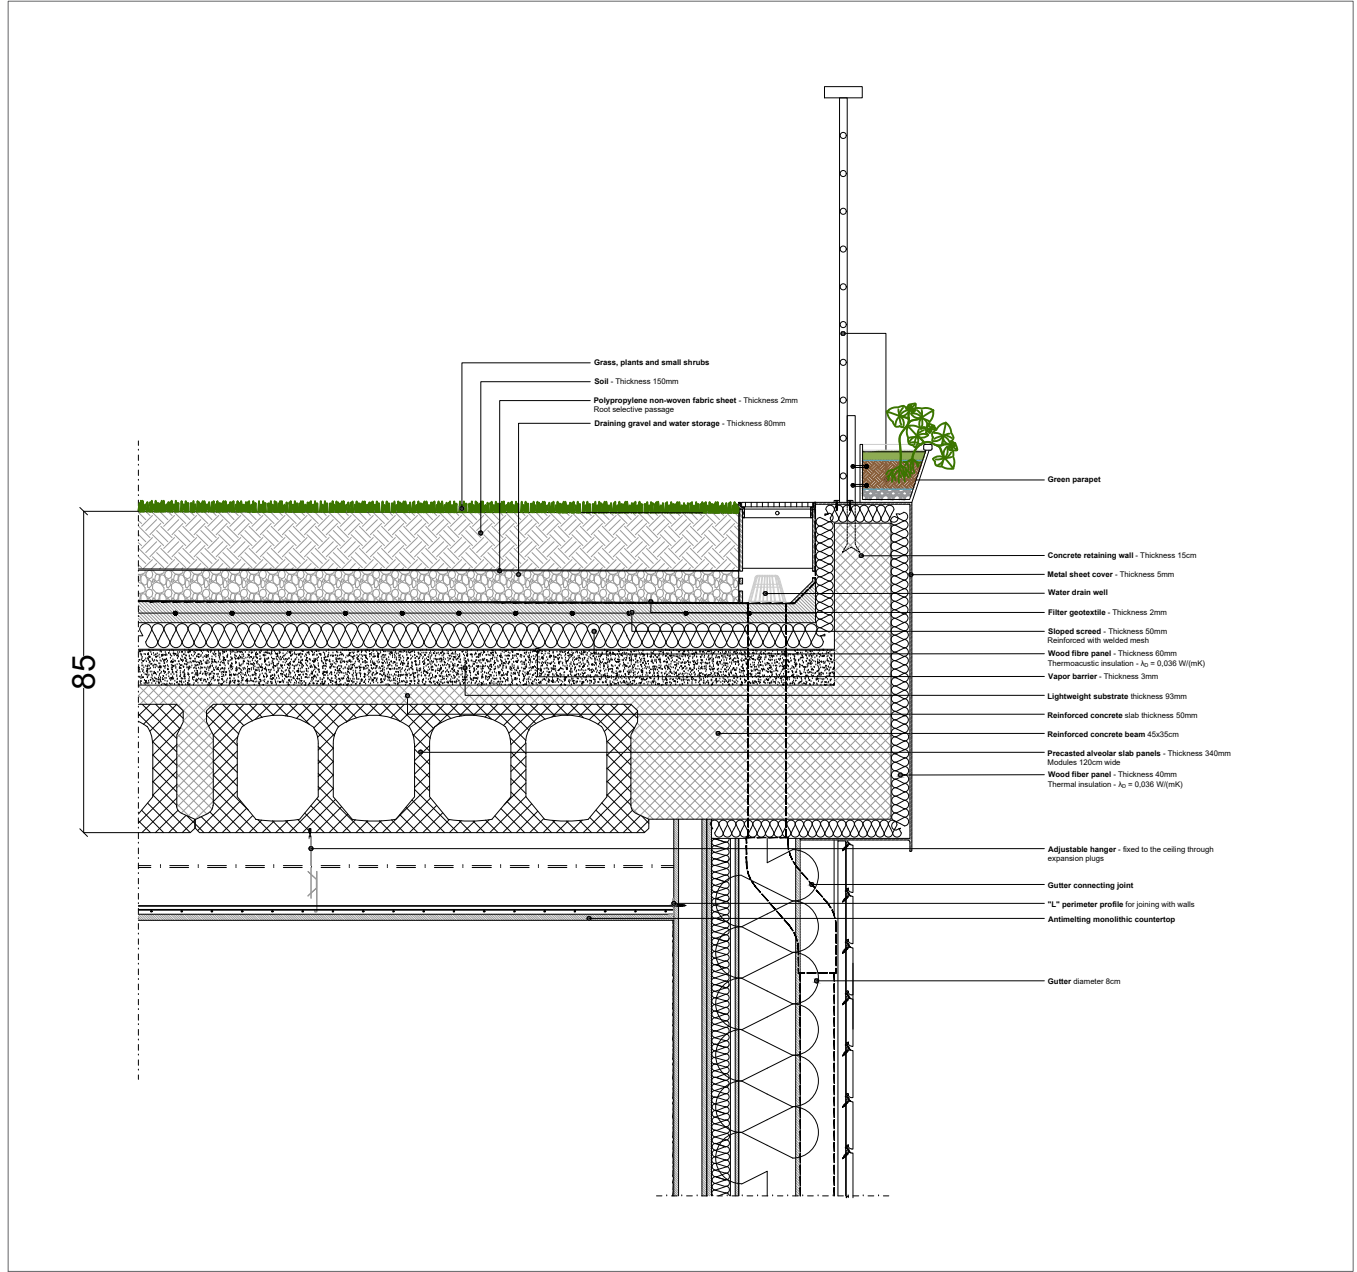 Grass, plants and small shrubs
Soil - Thickness 150mm
Polypropylene non-woven fabric sheet - Thickness 2mm
Root selective passage
Draining gravel and water storage - Thickness 80mm
Green parapet
Concrete retaining wall - Thickness 15cm
Metal sheet cover - Thickness 5mm
Water drain well
Filter geotextile - Thickness 2mm
Sloped screed - Thickness 50mm
Reinforced with welded mesh
Wood fibre panel - Thickness 60mm
Thermoacustic insulation - λD = 0,036 W/(mK)
Vapor barrier - Thickness 3mm
85
Lightweight substrate thickness 93mm
Reinforced concrete slab thickness 50mm
Reinforced concrete beam 45x35cm
Precasted alveolar slab panels - Thickness 340mm
Modules 120cm wide
Wood fiber panel - Thickness 40mm
Thermal insulation - λD = 0,036 W/(mK)
Adjustable hanger - fixed to the ceiling through
expansion plugs
Gutter connecting joint
"L" perimeter profile for joining with walls
Antimelting monolithic countertop
Gutter diameter 8cm